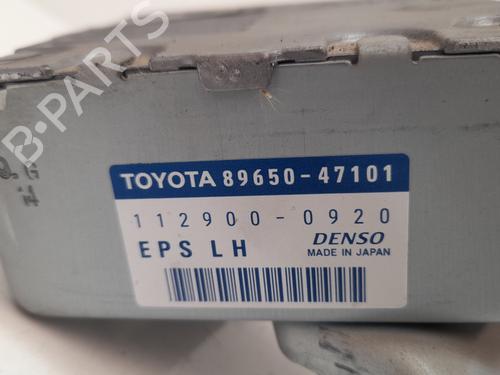 B-PARTS
TOYOTA 89650-47101
112900-0920
EPS LH
DENSO
MADE IN JAPAN